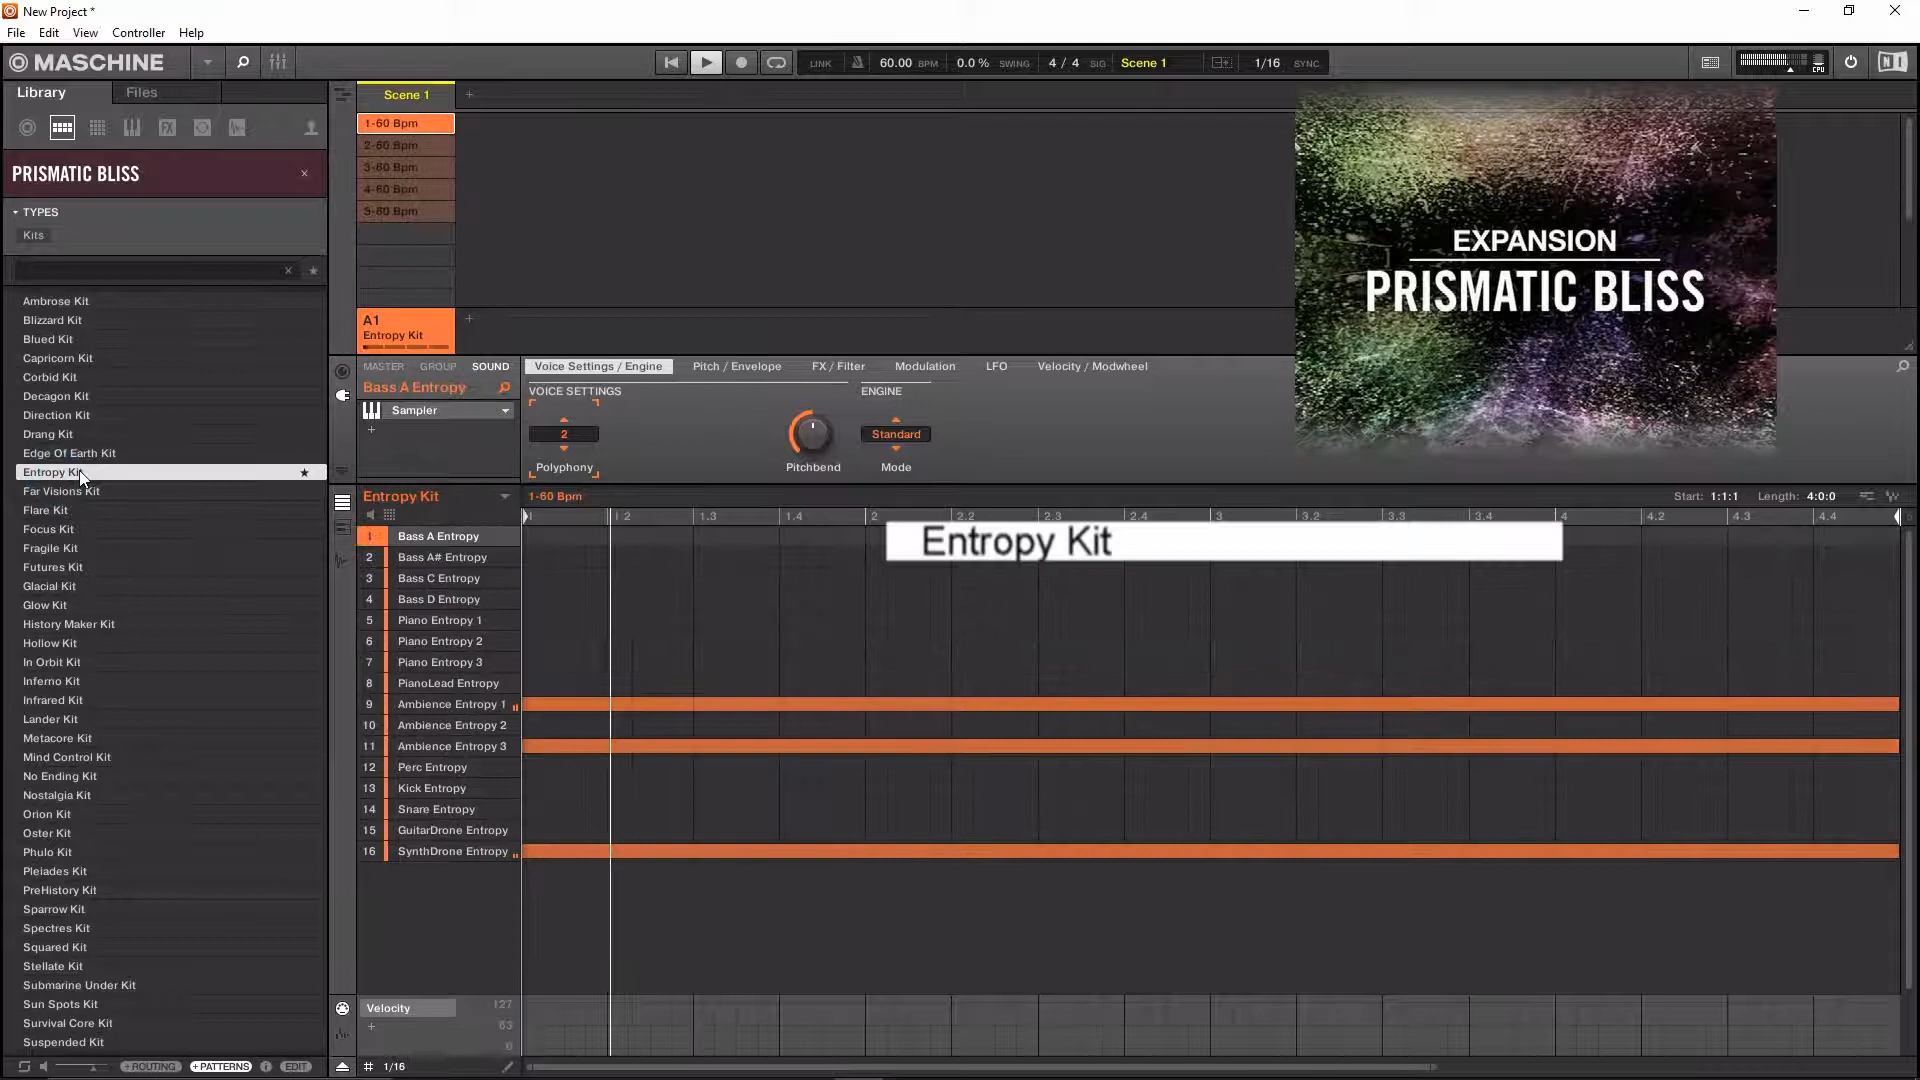 New Project *
File Edit View Controller Help
MASCHINE
LINK 60.00 BPM 0.0 % SWING 4 / 4 SIG Scene 1 1/16 SYNC
CPU
Library Files
PRISMATIC BLISS
TYPES
Kits
Ambrose Kit
Blizzard Kit
Blued Kit
Capricorn Kit
Corbid Kit
Decagon Kit
Direction Kit
Drang Kit
Edge Of Earth Kit
Entropy Kit
Far Visions Kit
Flare Kit
Focus Kit
Fragile Kit
Futures Kit
Glacial Kit
Glow Kit
History Maker Kit
Hollow Kit
In Orbit Kit
Inferno Kit
Infrared Kit
Lander Kit
Metacore Kit
Mind Control Kit
No Ending Kit
Nostalgia Kit
Orion Kit
Oster Kit
Phulo Kit
Pleiades Kit
PreHistory Kit
Sparrow Kit
Spectres Kit
Squared Kit
Stellate Kit
Submarine Under Kit
Sun Spots Kit
Survival Core Kit
Suspended Kit
+ROUTING +PATTERNS EDIT
Scene 1
1-60 Bpm
2-60 Bpm
3-60 Bpm
4-60 Bpm
5-60 Bpm
A1
Entropy Kit
EXPANSION
PRISMATIC BLISS
MASTER GROUP SOUND
Bass A Entropy
Sampler
Voice Settings / Engine Pitch / Envelope FX / Filter Modulation LFO Velocity / Modwheel
VOICE SETTINGS ENGINE
2 Standard
Polyphony Pitchbend Mode
Entropy Kit 1-60 Bpm Start: 1:1:1 Length: 4:0:0
1 1.2 1.3 1.4 2 2.2 2.3 2.4 3 3.2 3.3 3.4 4 4.2 4.3 4.4
Entropy Kit
1 Bass A Entropy
2 Bass A# Entropy
3 Bass C Entropy
4 Bass D Entropy
5 Piano Entropy 1
6 Piano Entropy 2
7 Piano Entropy 3
8 PianoLead Entropy
9 Ambience Entropy 1
10 Ambience Entropy 2
11 Ambience Entropy 3
12 Perc Entropy
13 Kick Entropy
14 Snare Entropy
15 GuitarDrone Entropy
16 SynthDrone Entropy
Velocity 127
63
0
1/16